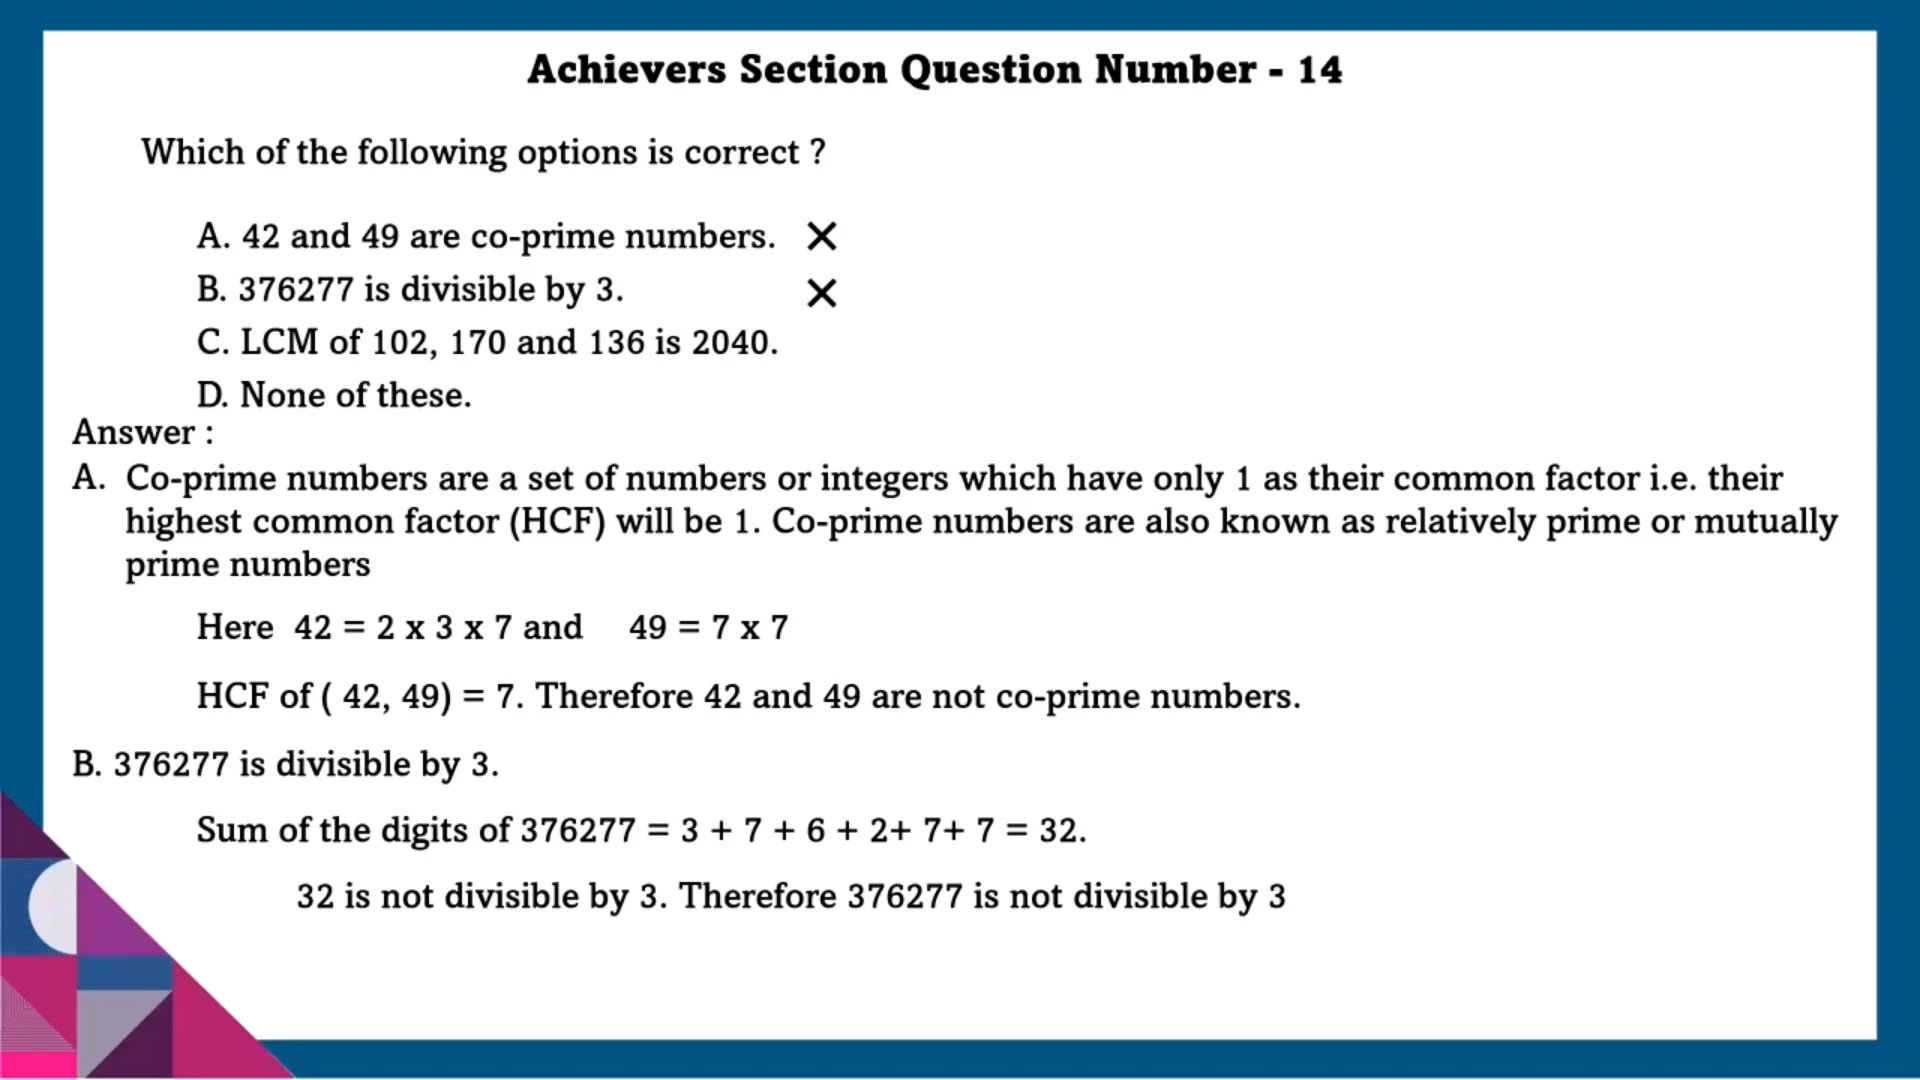 Achievers Section Question Number - 14
Which of the following options is correct ?
A. 42 and 49 are co-prime numbers. ✕
B. 376277 is divisible by 3. ✕
C. LCM of 102, 170 and 136 is 2040.
D. None of these.
Answer :
A. Co-prime numbers are a set of numbers or integers which have only 1 as their common factor i.e. their
highest common factor (HCF) will be 1. Co-prime numbers are also known as relatively prime or mutually
prime numbers
Here 42 = 2 x 3 x 7 and 49 = 7 x 7
HCF of ( 42, 49) = 7. Therefore 42 and 49 are not co-prime numbers.
B. 376277 is divisible by 3.
Sum of the digits of 376277 = 3 + 7 + 6 + 2+ 7+ 7 = 32.
32 is not divisible by 3. Therefore 376277 is not divisible by 3